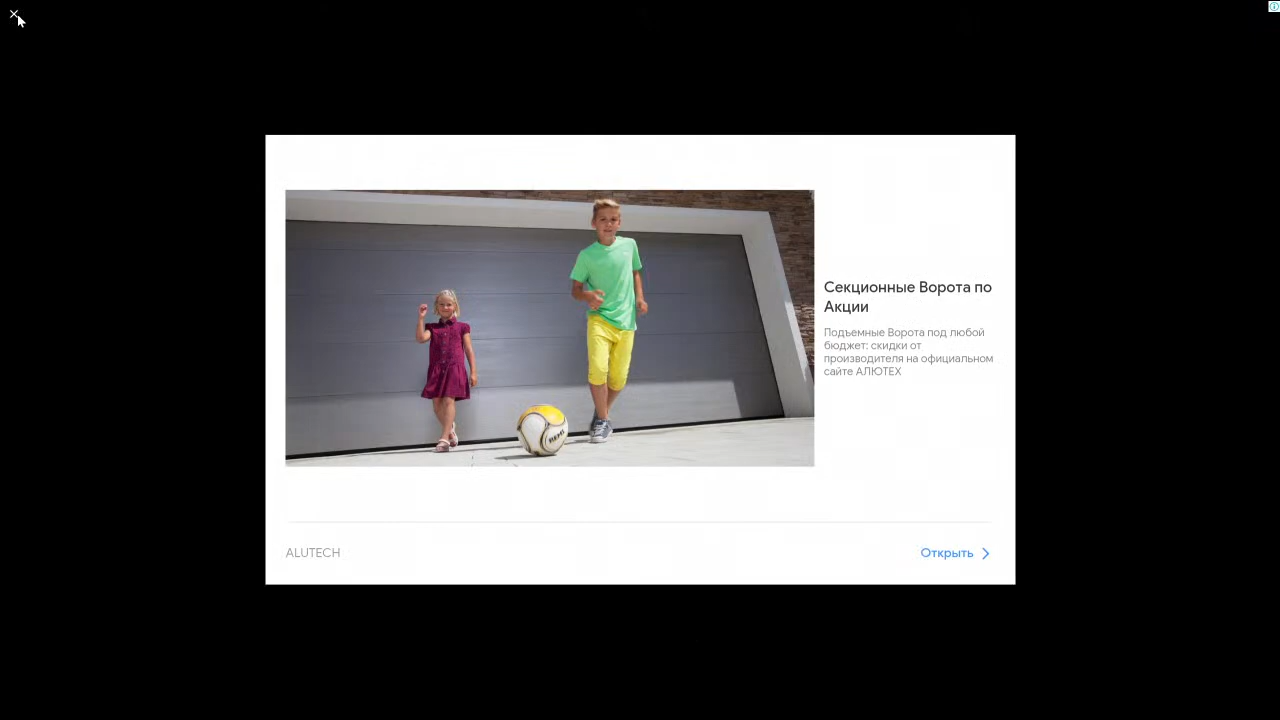 Секционные Ворота по
Акции
Подъемные Ворота под любой
бюджет: скидки от
производителя на официальном
сайте АЛЮТЕХ
ALUTECH
Открыть